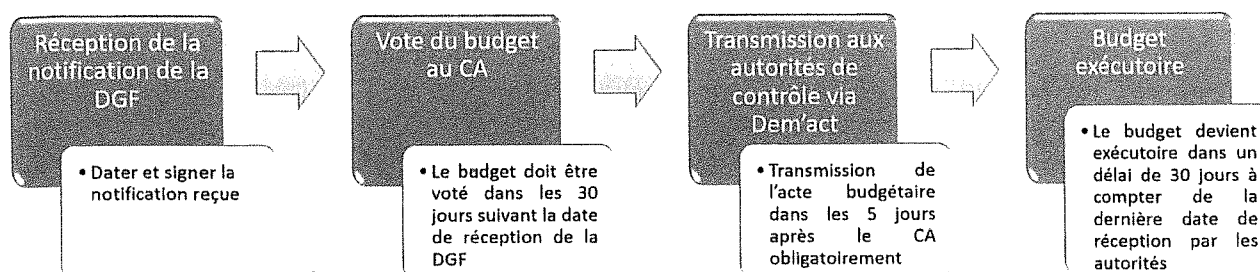 Réception de la
notification de la
DGF
• Dater et signer la
notification reçue
Vote du budget
au CA
• Le budget doit être
voté dans les 30
jours suivant la date
de réception de la
DGF
Transmission aux
autorités de
contrôle via
Dem'act
• Transmission de
l'acte budgétaire
dans les 5 jours
après le CA
obligatoirement
Budget
exécutoire
• Le budget devient
exécutoire dans un
délai de 30 jours à
compter de la
dernière date de
réception par les
autorités